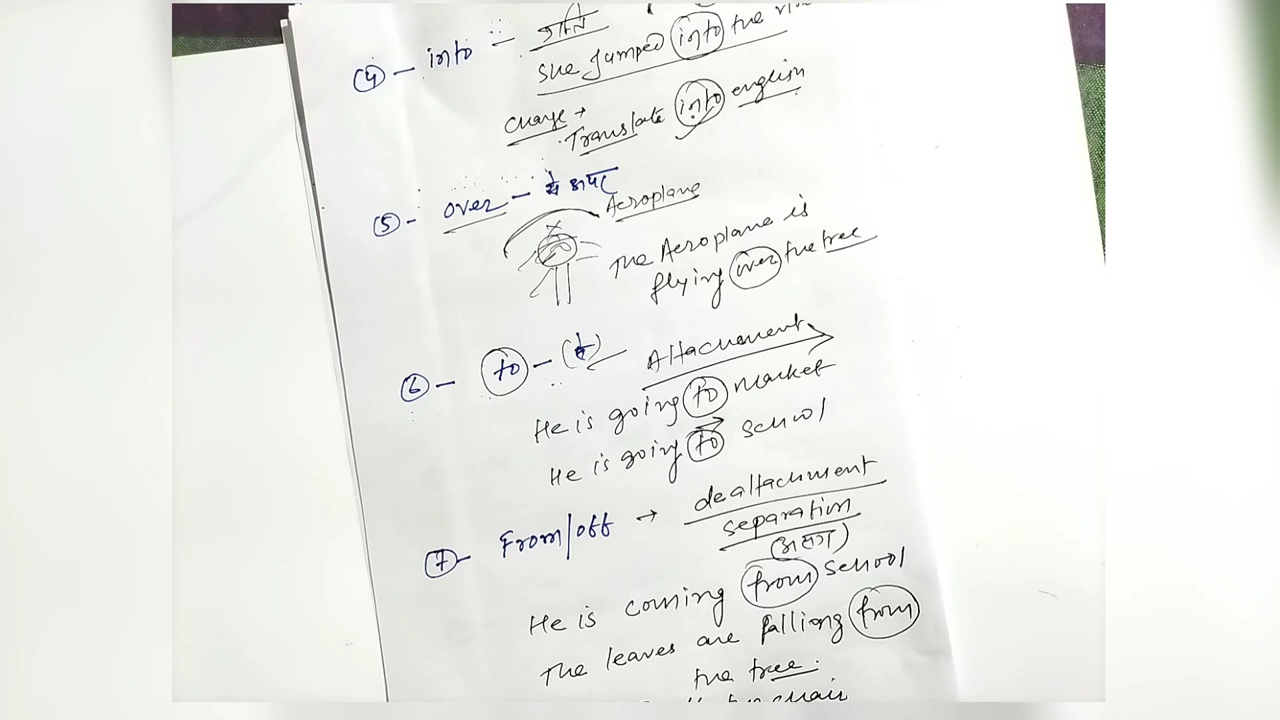 (4) — into — गति
She Jumped into the
Change →
Translate into english
(5) - over — के ऊपर
Aeroplane
The Aeroplane is
flying over the tree
(6) — to —
Attachement
He is going to market
He is going to school
(7) - From/off → deattachment
separation
(अलग)
He is coming from school
The leaves are falling from
the tree.
chair